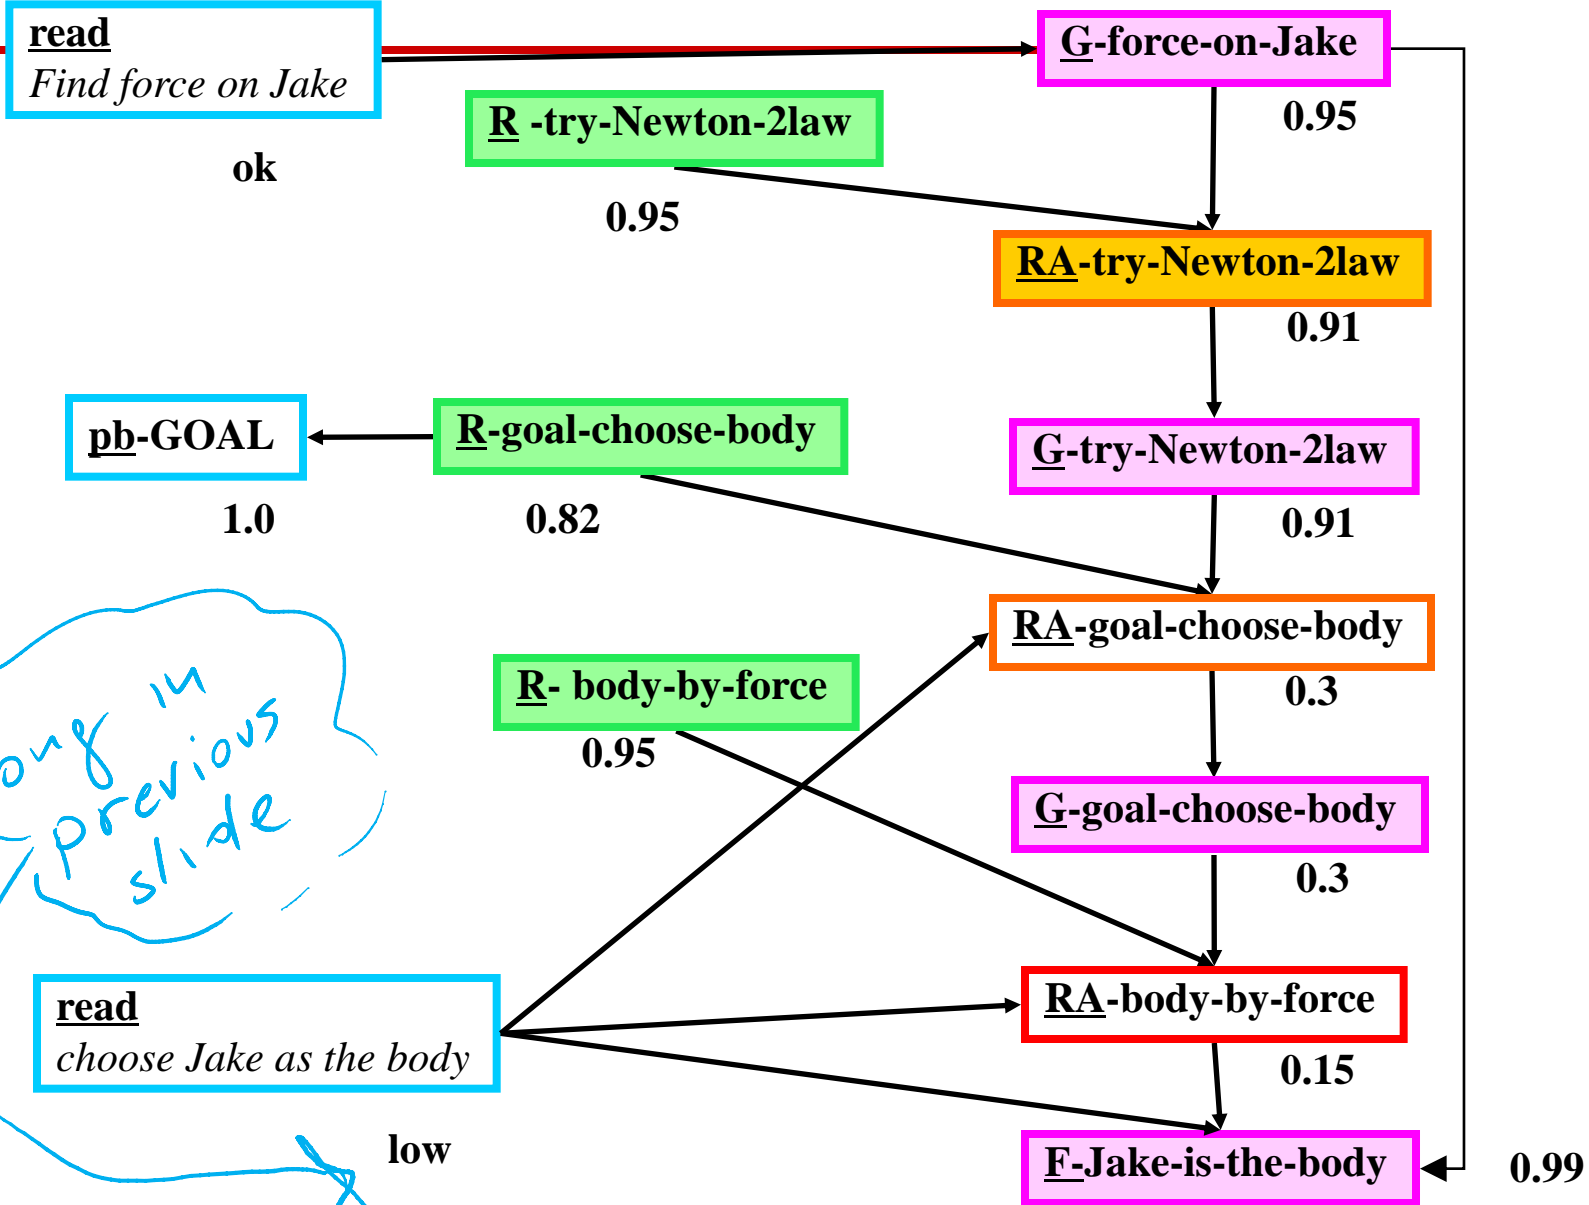 read
Find force on Jake
ok
G-force-on-Jake
0.95
R -try-Newton-2law
0.95
RA-try-Newton-2law
0.91
pb-GOAL
1.0
R-goal-choose-body
0.82
G-try-Newton-2law
0.91
RA-goal-choose-body
0.3
R- body-by-force
0.95
in
previous
slide
G-goal-choose-body
0.3
read
choose Jake as the body
low
RA-body-by-force
0.15
F-Jake-is-the-body
0.99